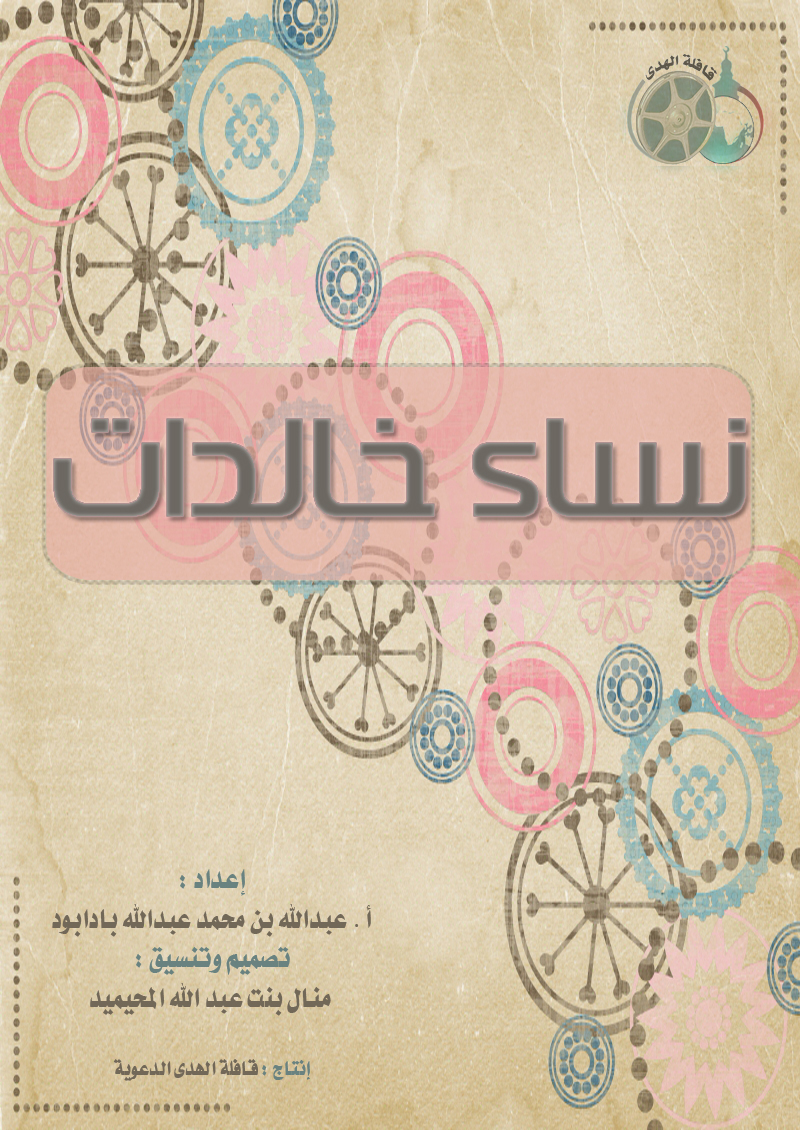 قافلة الهدى
نساء خالدات
إعداد :
أ . عبدالله بن محمد عبدالله بادابود
تصميم وتنسيق :
منال بنت عبد الله المحيميد
إنتاج : قافلة الهدى الدعوية